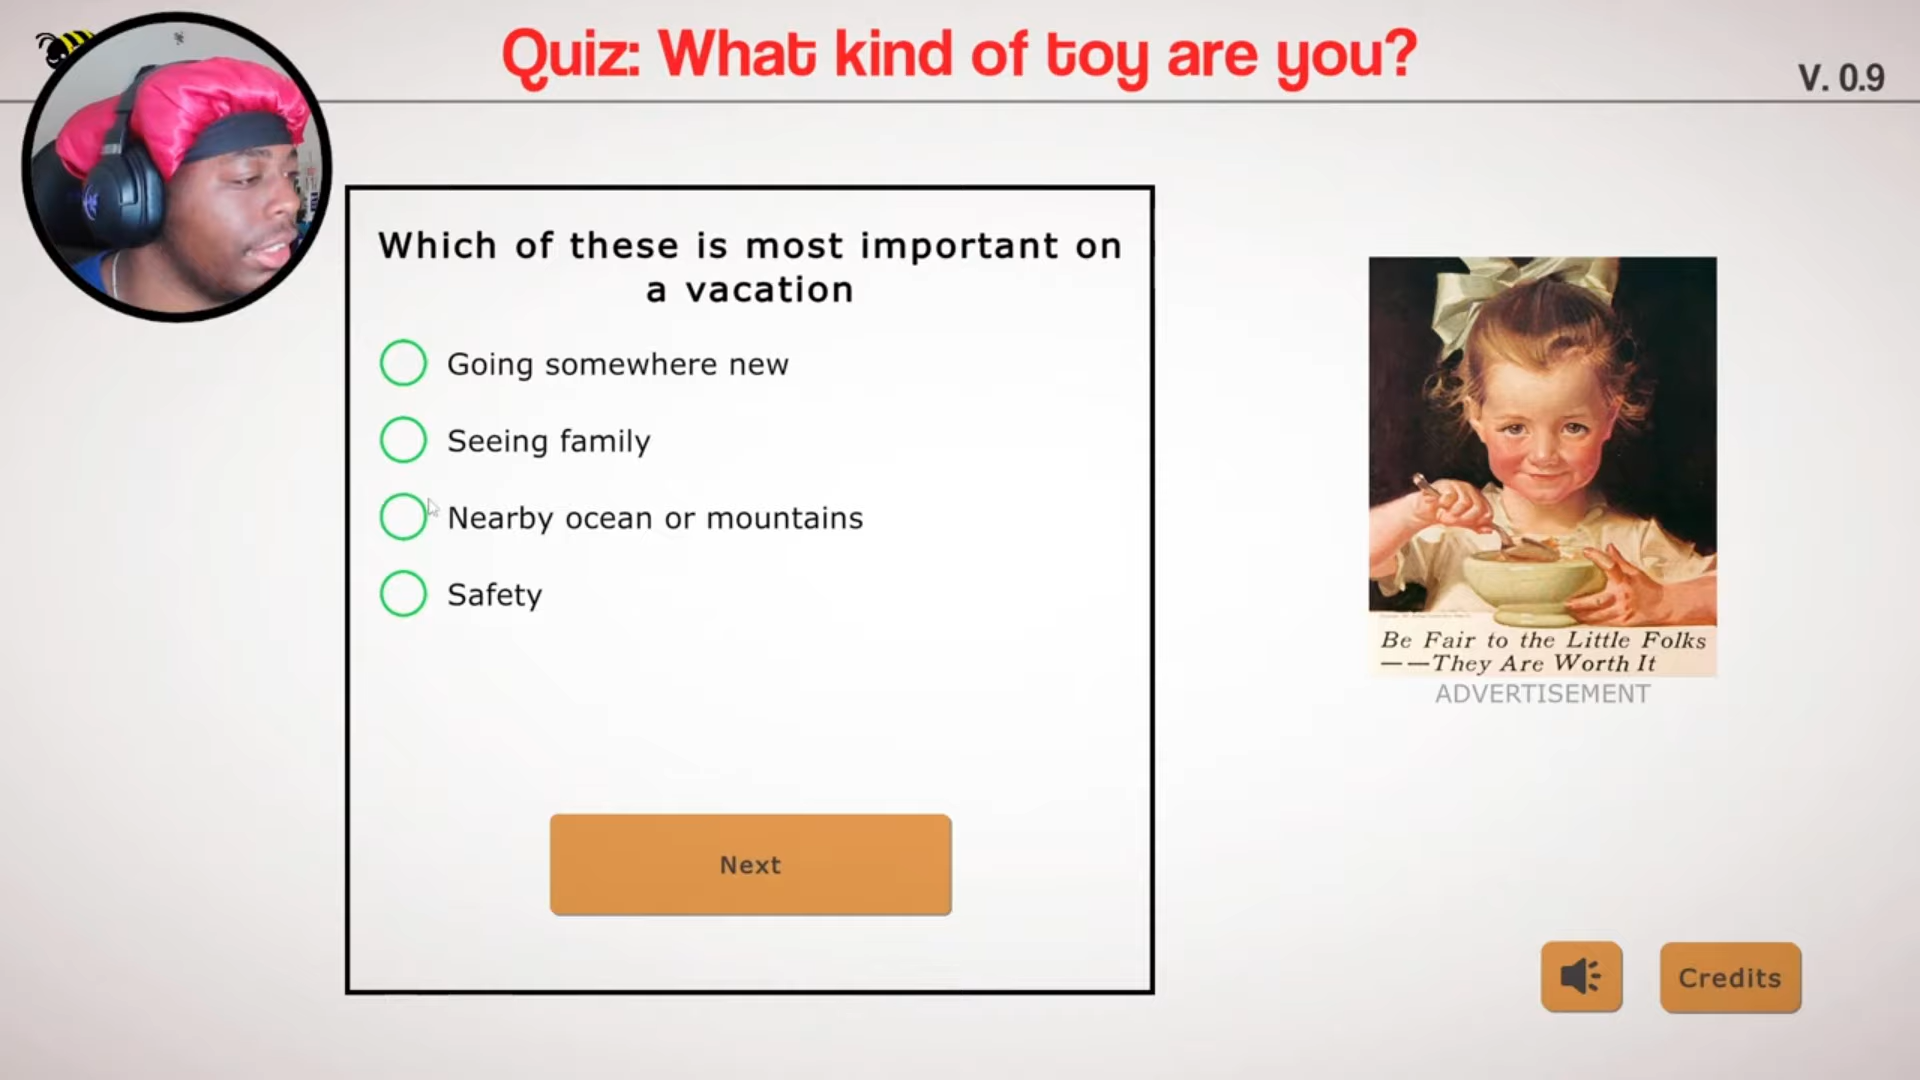 Quiz: What kind of toy are you?
V. 0.9
Which of these is most important on
a vacation
Going somewhere new
Seeing family
Nearby ocean or mountains
Safety
Next
Be Fair to the Little Folks
——They Are Worth It
ADVERTISEMENT
Credits